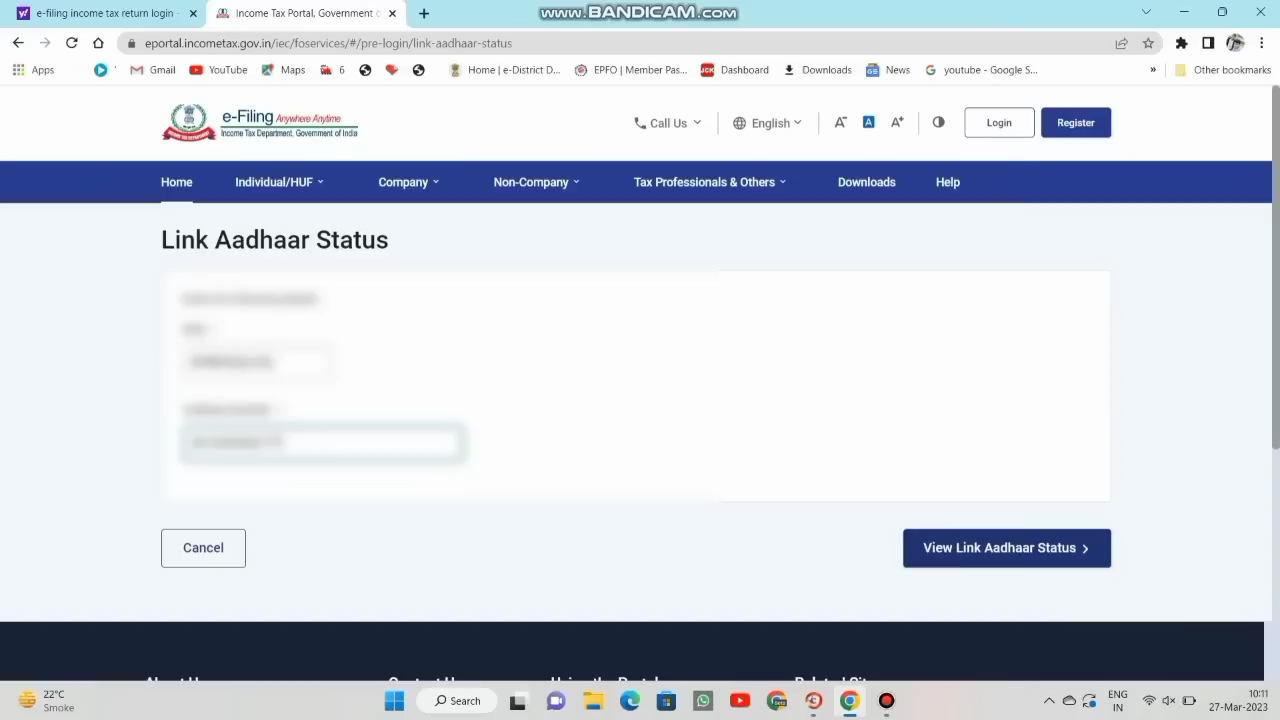 www.BANDICAM.com
e-filing income tax return - Yaho
Income Tax Portal, Government o
eportal.incometax.gov.in/iec/foservices/#/pre-login/link-aadhaar-status
Apps
Gmail
YouTube
Maps
6
Home | e-District D...
EPFO | Member Pas...
Dashboard
Downloads
News
youtube - Google S...
»
Other bookmarks
e-Filing Anywhere Anytime
Income Tax Department, Government of India
Call Us
English
A-
A
A+
Login
Register
Home
Individual/HUF
Company
Non-Company
Tax Professionals & Others
Downloads
Help
Link Aadhaar Status
Cancel
View Link Aadhaar Status
22°C
Smoke
Search
ENG
IN
10:11
27-Mar-2023